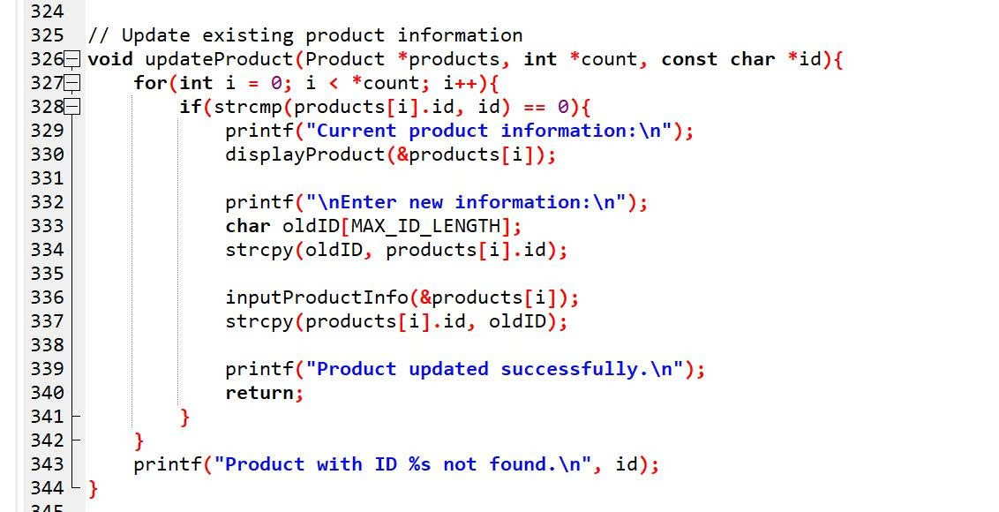 324
325 // Update existing product information
326 void updateProduct(Product *products, int *count, const char *id){
327     for(int i = 0; i < *count; i++){
328         if(strcmp(products[i].id, id) == 0){
329             printf("Current product information:\n");
330             displayProduct(&products[i]);
331
332             printf("\nEnter new information:\n");
333             char oldID[MAX_ID_LENGTH];
334             strcpy(oldID, products[i].id);
335
336             inputProductInfo(&products[i]);
337             strcpy(products[i].id, oldID);
338
339             printf("Product updated successfully.\n");
340             return;
341         }
342     }
343     printf("Product with ID %s not found.\n", id);
344 }
345